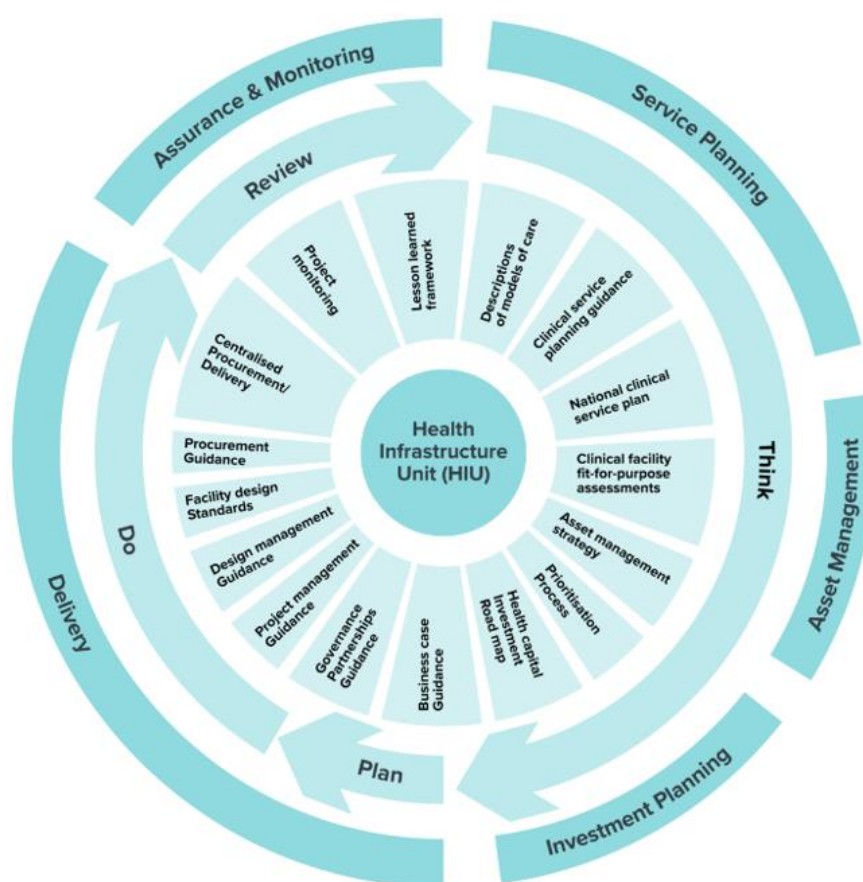 Assurance & Monitoring
Service Planning
Asset Management
Investment Planning
Delivery
Review
Think
Plan
Do
Health
Infrastructure
Unit (HIU)
Descriptions
of models of care
Clinical service
planning guidance
National clinical
service plan
Clinical facility
fit-for-purpose
assessments
Asset management
strategy
Prioritisation
Process
Health capital
Investment
Road map
Business case
Guidance
Governance
Partnerships
Guidance
Project management
Guidance
Design management
Guidance
Facility design
Standards
Procurement
Guidance
Centralised
Procurement/
Delivery
Project
monitoring
Lesson learned
framework